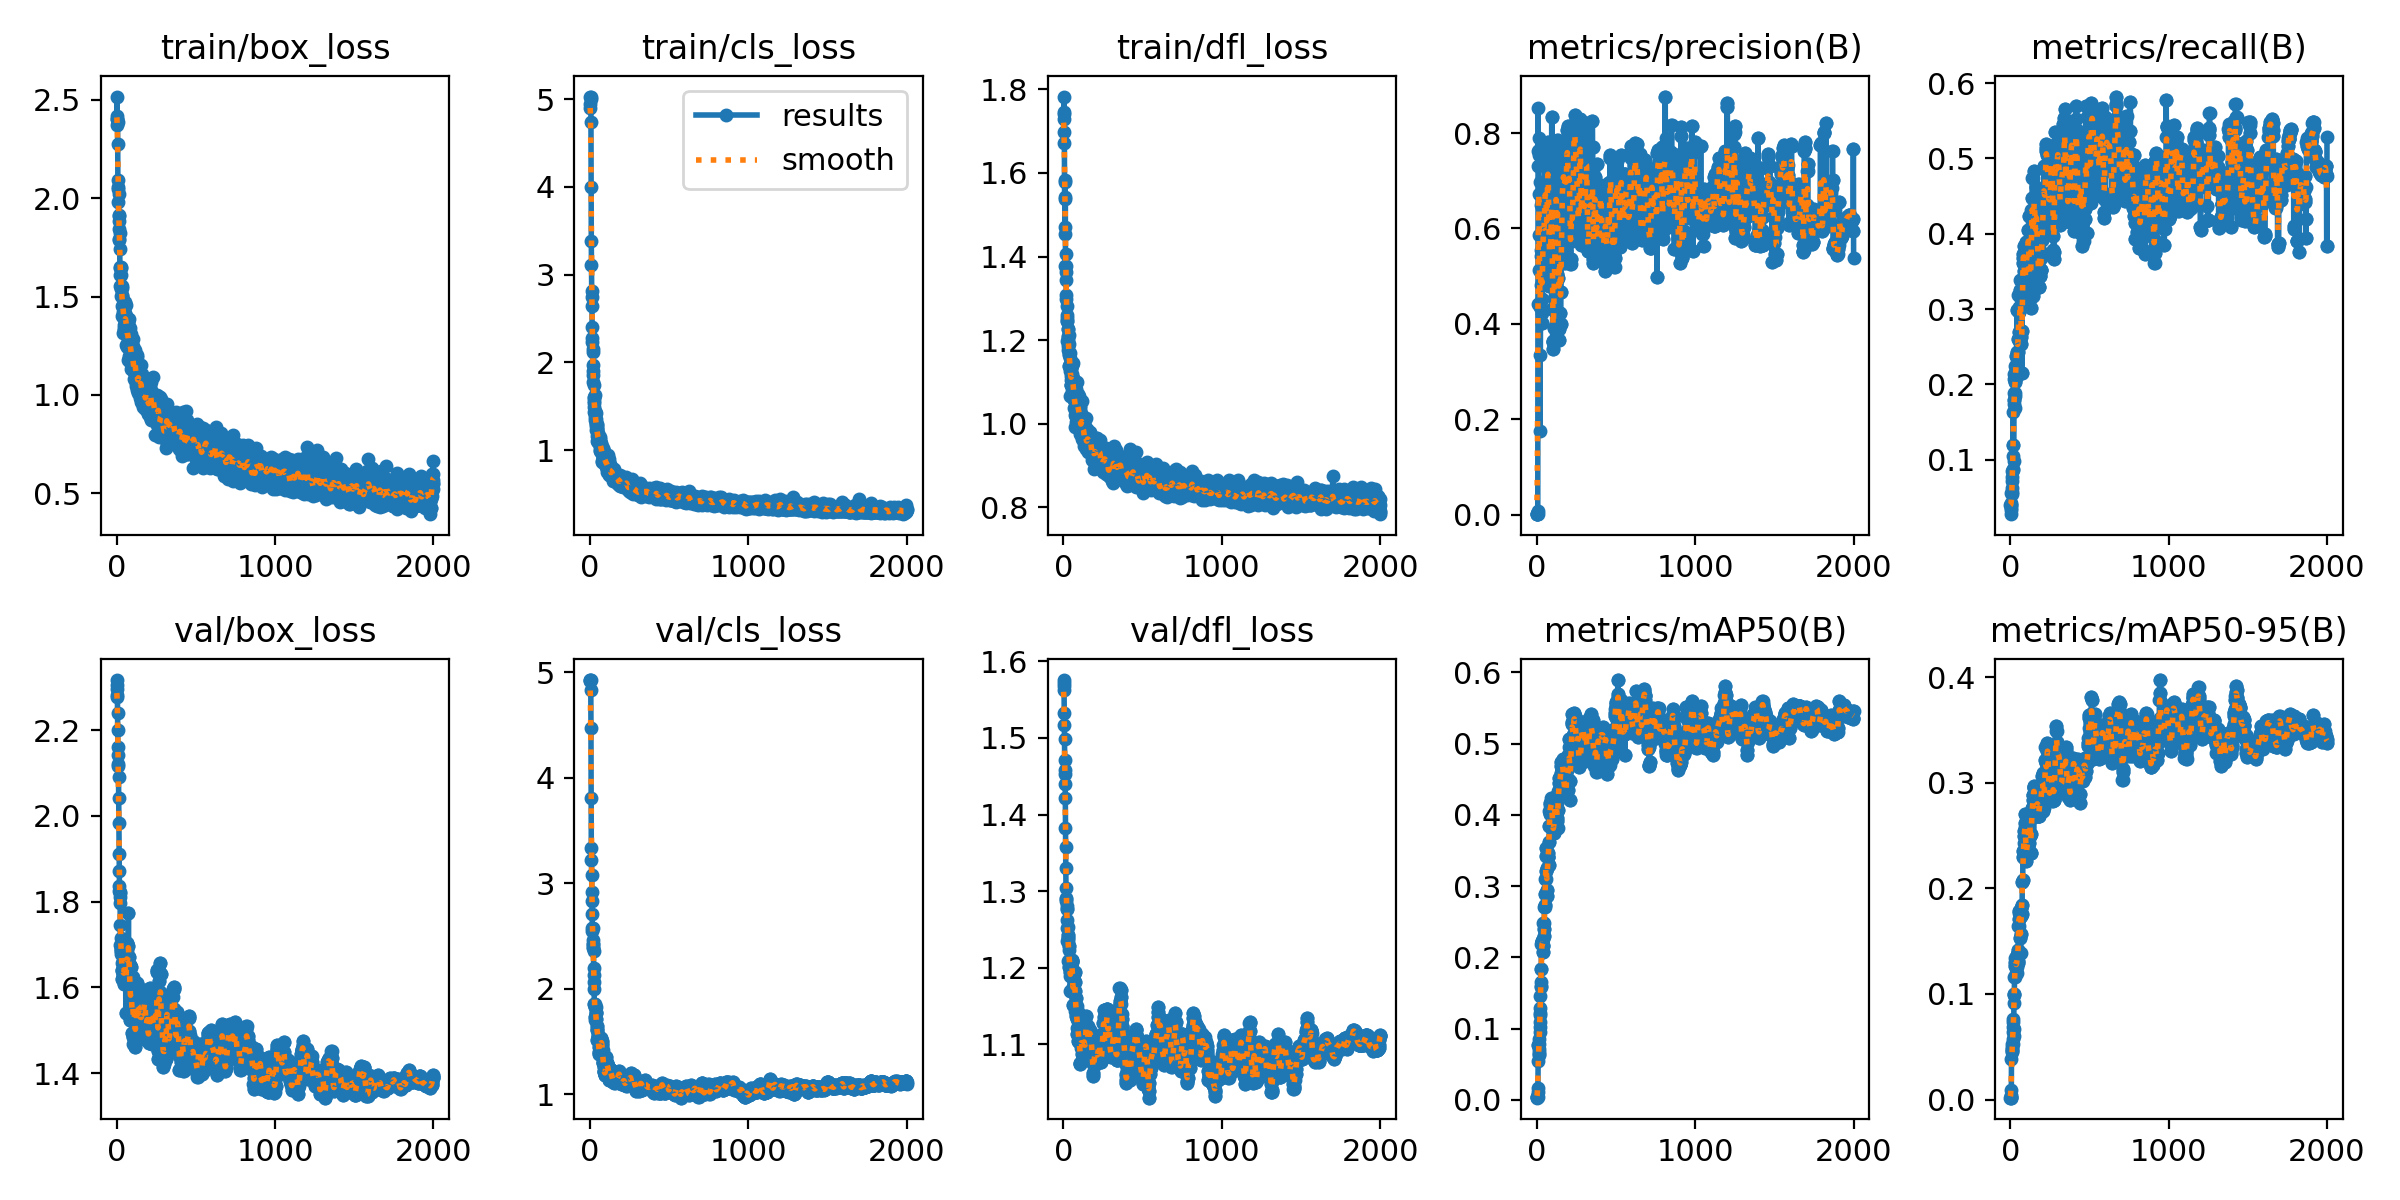 train/box_loss
2.5
2.0
1.5
1.0
0.5
0 1000 2000
train/cls_loss
results
smooth
5
4
3
2
1
0 1000 2000
train/dfl_loss
1.8
1.6
1.4
1.2
1.0
0.8
0 1000 2000
metrics/precision(B)
0.8
0.6
0.4
0.2
0.0
0 1000 2000
metrics/recall(B)
0.6
0.5
0.4
0.3
0.2
0.1
0 1000 2000
val/box_loss
2.2
2.0
1.8
1.6
1.4
0 1000 2000
val/cls_loss
5
4
3
2
1
0 1000 2000
val/dfl_loss
1.6
1.5
1.4
1.3
1.2
1.1
0 1000 2000
metrics/mAP50(B)
0.6
0.5
0.4
0.3
0.2
0.1
0.0
0 1000 2000
metrics/mAP50-95(B)
0.4
0.3
0.2
0.1
0.0
0 1000 2000